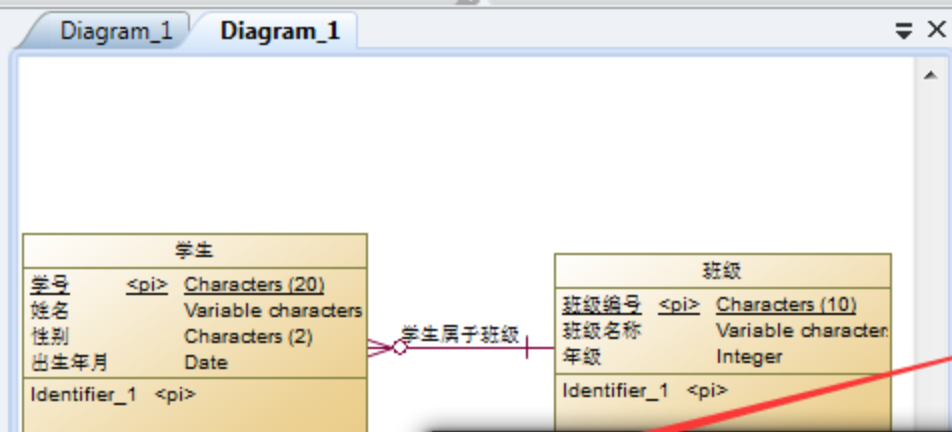 Diagram_1 Diagram_1
学生
学号 <pi> Characters (20)
姓名 Variable characters
性别 Characters (2)
出生年月 Date
Identifier_1 <pi>
学生属于班级
班级
班级编号 <pi> Characters (10)
班级名称 Variable character
年级 Integer
Identifier_1 <pi>